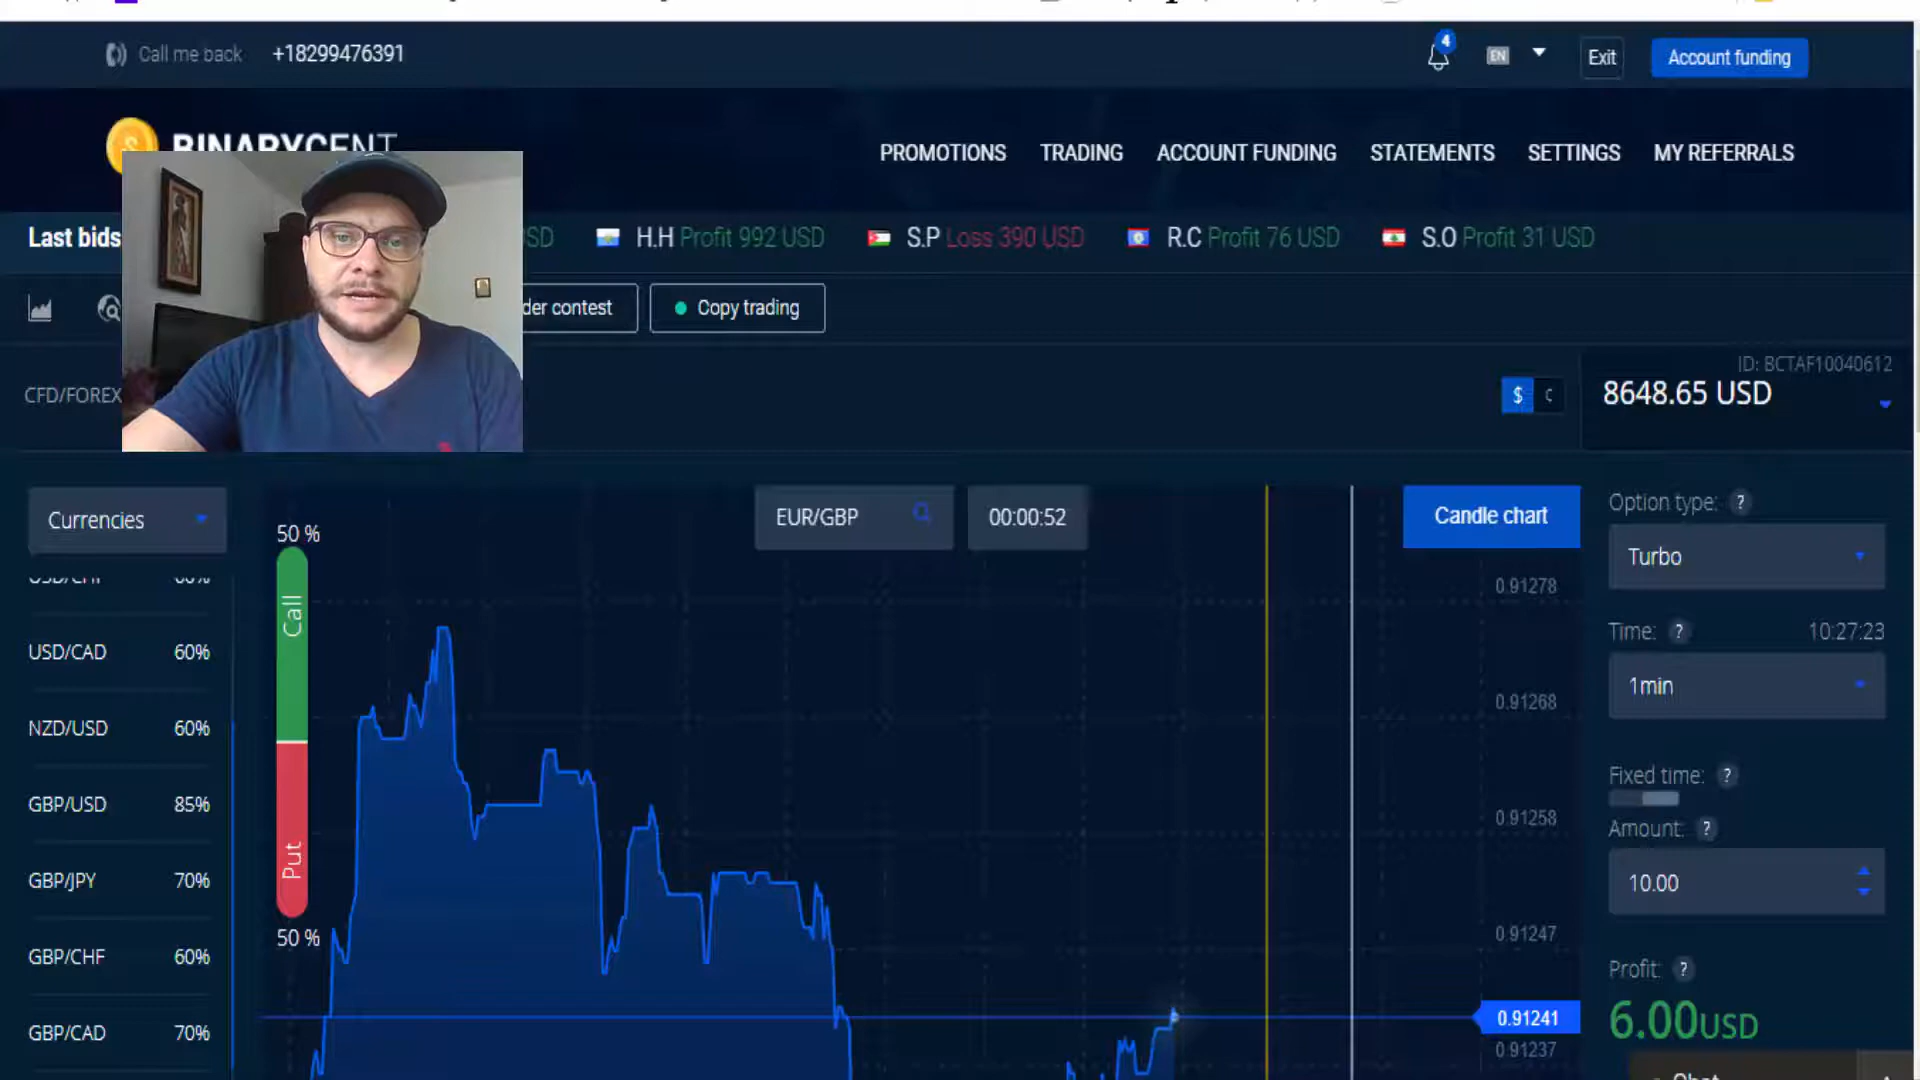 Call me back +18299476391
4
EN
Exit
Account funding
BINARYCENT
PROMOTIONS TRADING ACCOUNT FUNDING STATEMENTS SETTINGS MY REFERRALS
Last bids
H.H Profit 992 USD
S.P Loss 390 USD
R.C Profit 76 USD
S.O Profit 31 USD
contest
Copy trading
CFD/FOREX
$
ID: BCTAF10040612
8648.65 USD
Currencies
50 %
EUR/GBP
00:00:52
Candle chart
Option type: ?
Turbo
Call
0.91278
Time: ? 10:27:23
USD/CAD 60%
1min
0.91268
NZD/USD 60%
Fixed time: ?
GBP/USD 85%
0.91258
Amount: ?
Put
GBP/JPY 70%
10.00
50 %
0.91247
GBP/CHF 60%
Profit: ?
6.00USD
0.91241
GBP/CAD 70%
0.91237